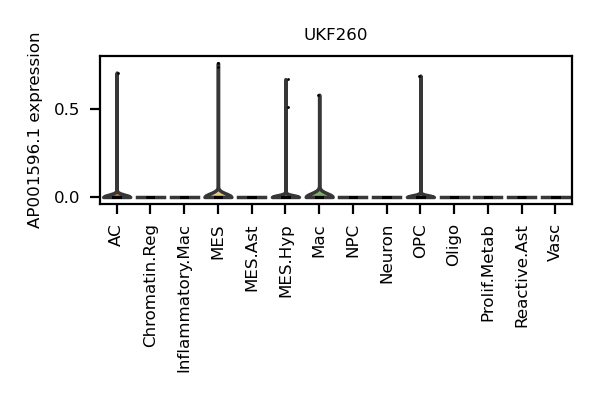 UKF260
AP001596.1 expression
0.5
0.0
AC
Chromatin.Reg
Inflammatory.Mac
MES
MES.Ast
MES.Hyp
Mac
NPC
Neuron
OPC
Oligo
Prolif.Metab
Reactive.Ast
Vasc